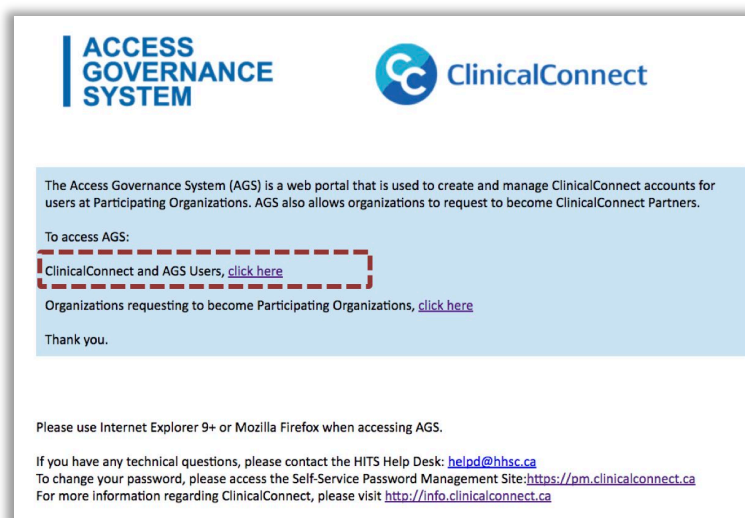 ACCESS
GOVERNANCE
SYSTEM
CC ClinicalConnect
The Access Governance System (AGS) is a web portal that is used to create and manage ClinicalConnect accounts for
users at Participating Organizations. AGS also allows organizations to request to become ClinicalConnect Partners.
To access AGS:
ClinicalConnect and AGS Users, click here
Organizations requesting to become Participating Organizations, click here
Thank you.
Please use Internet Explorer 9+ or Mozilla Firefox when accessing AGS.
If you have any technical questions, please contact the HITS Help Desk: helpd@hhsc.ca
To change your password, please access the Self-Service Password Management Site:https://pm.clinicalconnect.ca
For more information regarding ClinicalConnect, please visit http://info.clinicalconnect.ca